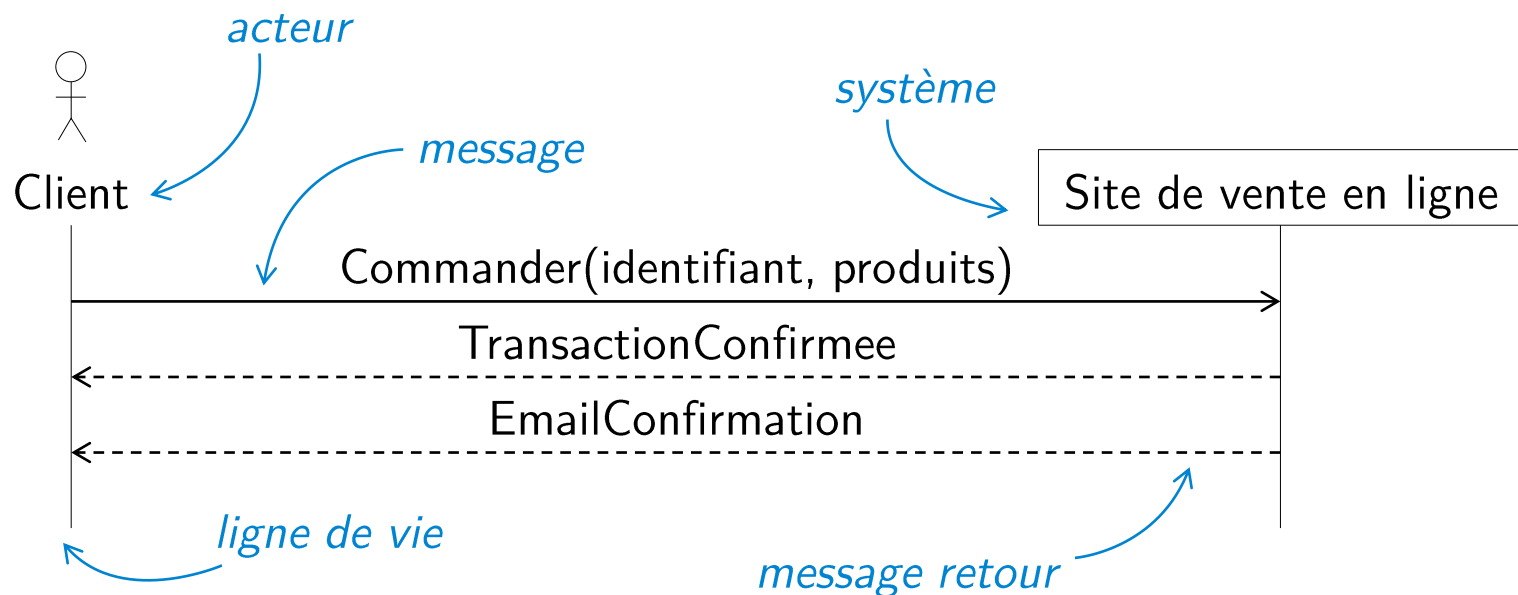 acteur
système
message
Client
Site de vente en ligne
Commander(identifiant, produits)
TransactionConfirmee
EmailConfirmation
ligne de vie
message retour